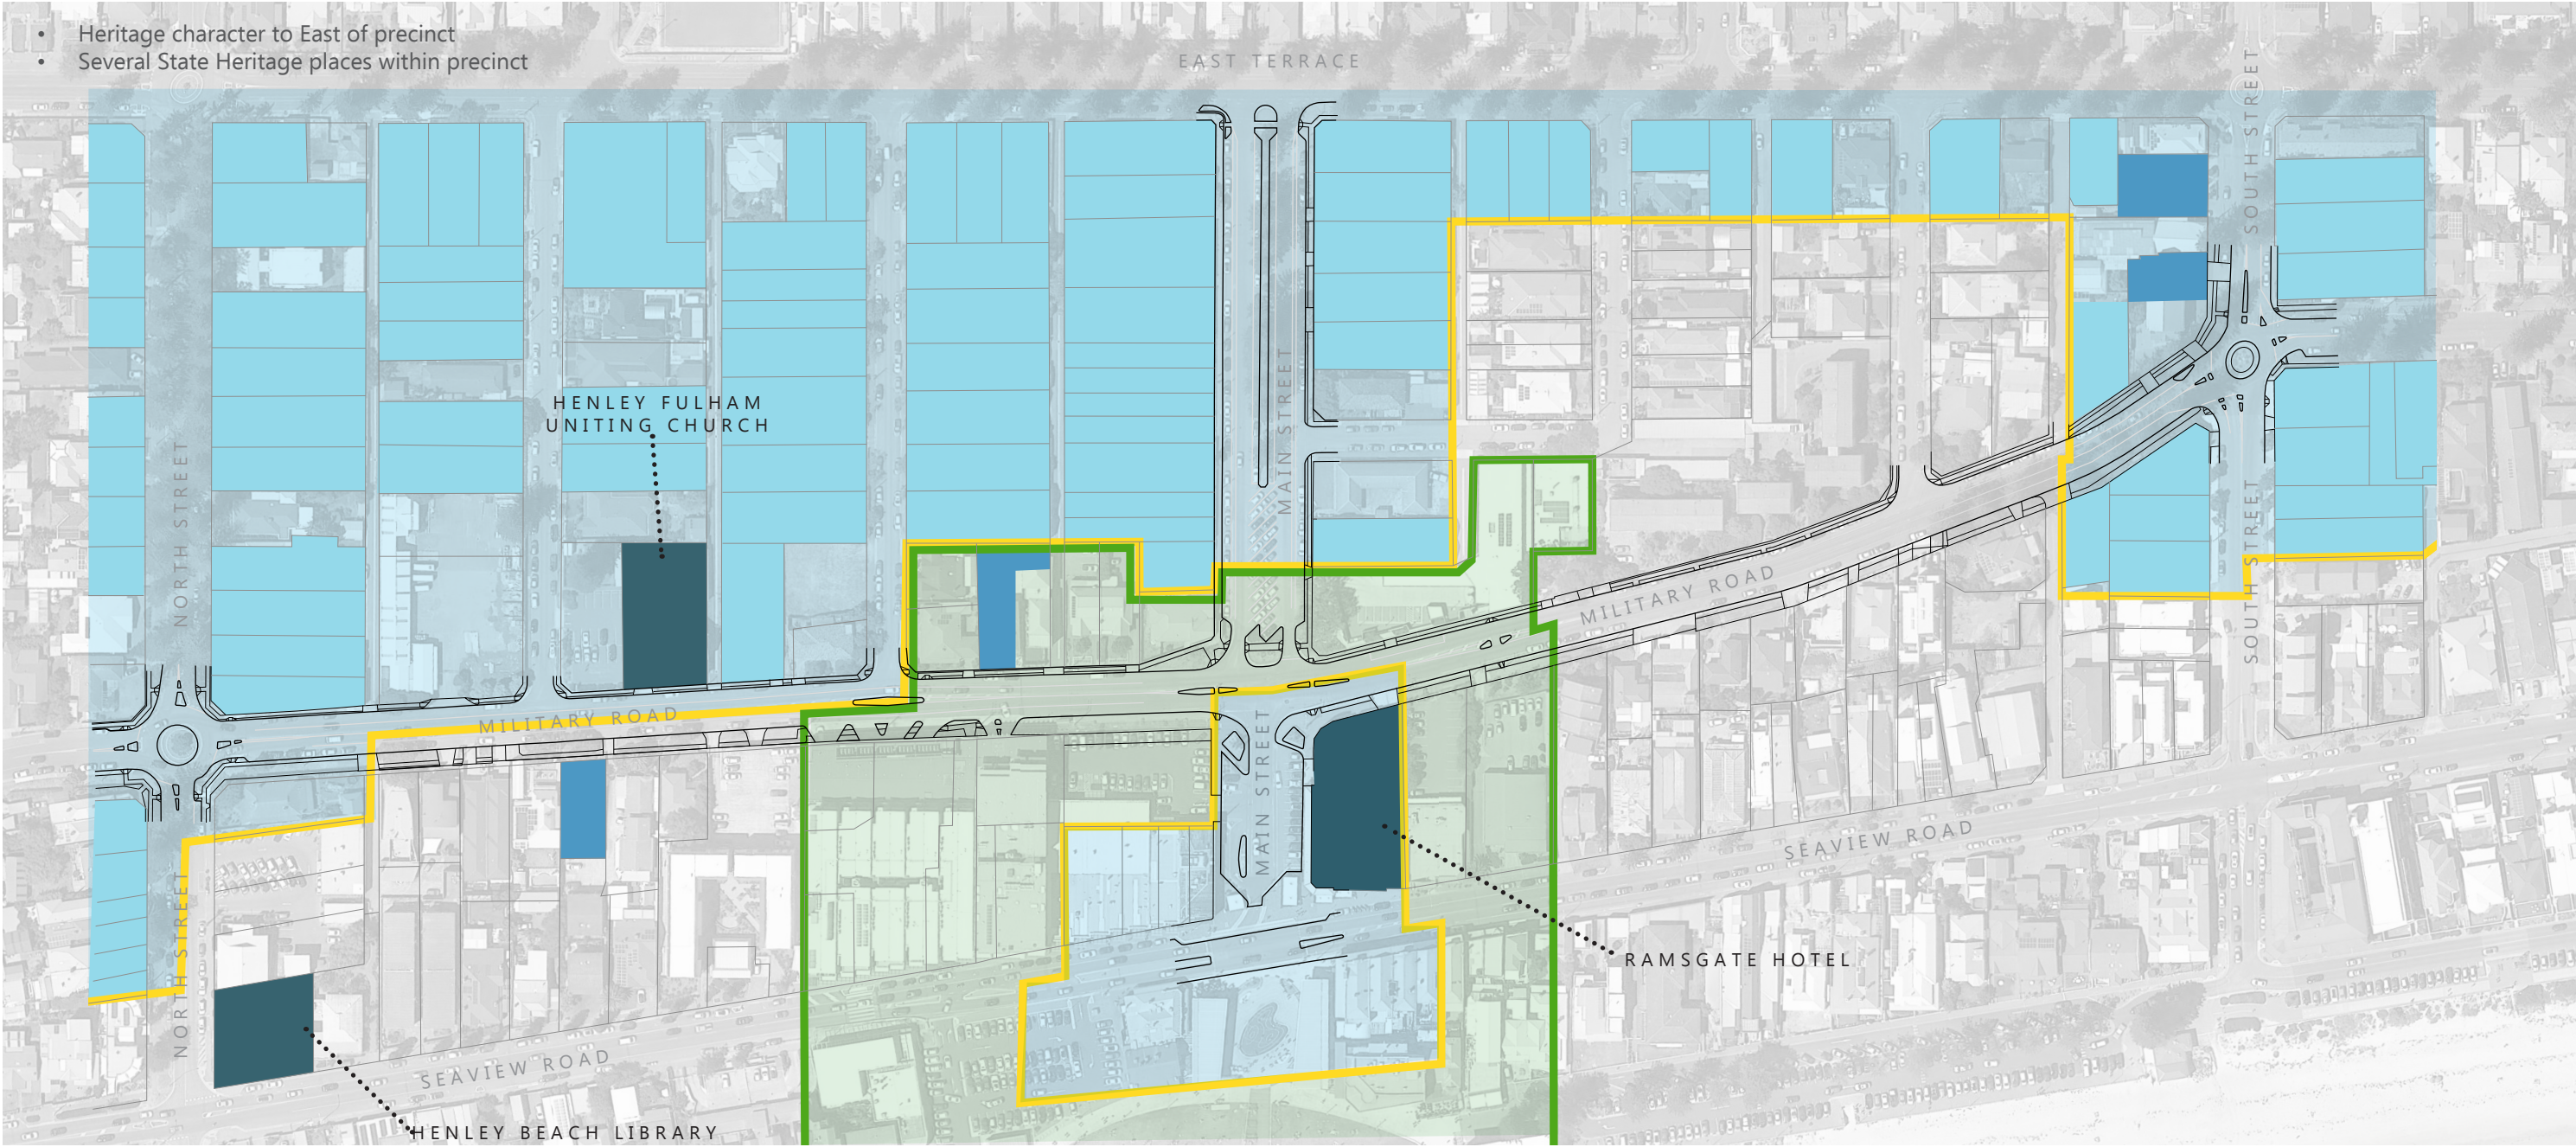 • Heritage character to East of precinct
• Several State Heritage places within precinct
EAST TERRACE
SOUTH STREET
HENLEY FULHAM
UNITING CHURCH
NORTH STREET
MAIN STREET
SOUTH STREET
MILITARY ROAD
MILITARY ROAD
MAIN STREET
SEAVIEW ROAD
NORTH STREET
RAMSGATE HOTEL
SEAVIEW ROAD
HENLEY BEACH LIBRARY